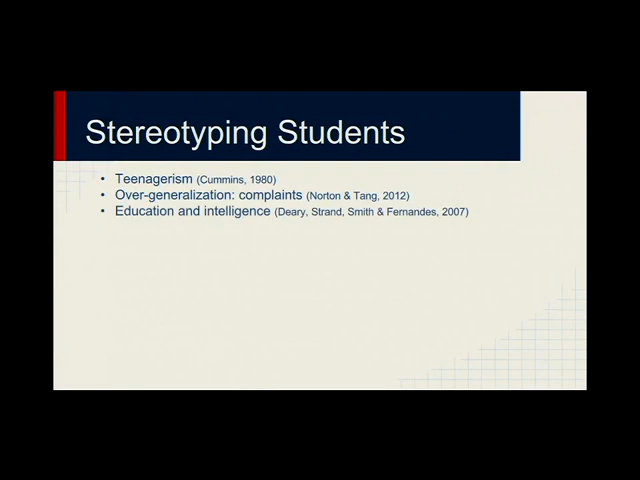 Stereotyping Students
• Teenagerism (Cummins, 1980)
• Over-generalization: complaints (Norton & Tang, 2012)
• Education and intelligence (Deary, Strand, Smith & Fernandes, 2007)